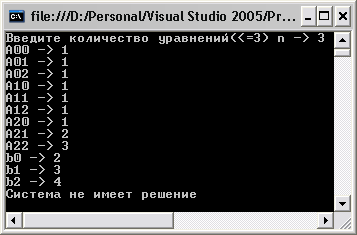 file:///D:/Personal/Visual Studio 2005/Pr...
Введите количество уравнений(<=3) n -> 3
A00 -> 1
A01 -> 1
A02 -> 1
A10 -> 1
A11 -> 1
A12 -> 1
A20 -> 1
A21 -> 2
A22 -> 3
b0 -> 2
b1 -> 3
b2 -> 4
Система не имеет решение